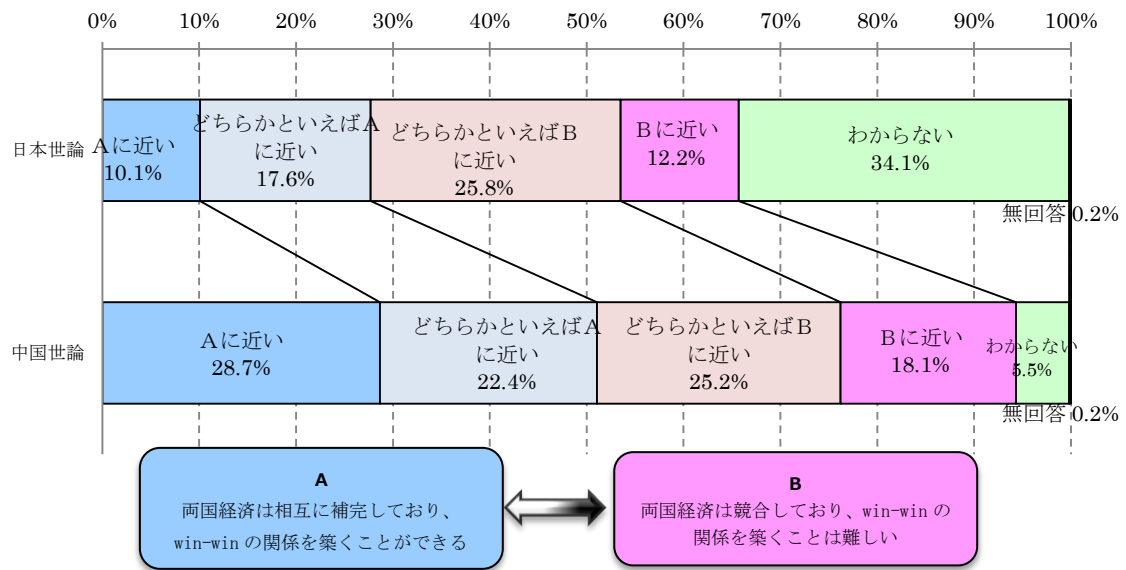 0% 10% 20% 30% 40% 50% 60% 70% 80% 90% 100%
日本世論
Aに近い
10.1%
どちらかといえばA
に近い
17.6%
どちらかといえばB
に近い
25.8%
Bに近い
12.2%
わからない
34.1%
無回答 0.2%
中国世論
Aに近い
28.7%
どちらかといえばA
に近い
22.4%
どちらかといえばB
に近い
25.2%
Bに近い
18.1%
わからない
5.5%
無回答 0.2%
A
両国経済は相互に補完しており、
win-win の関係を築くことができる
B
両国経済は競合しており、win-win の
関係を築くことは難しい